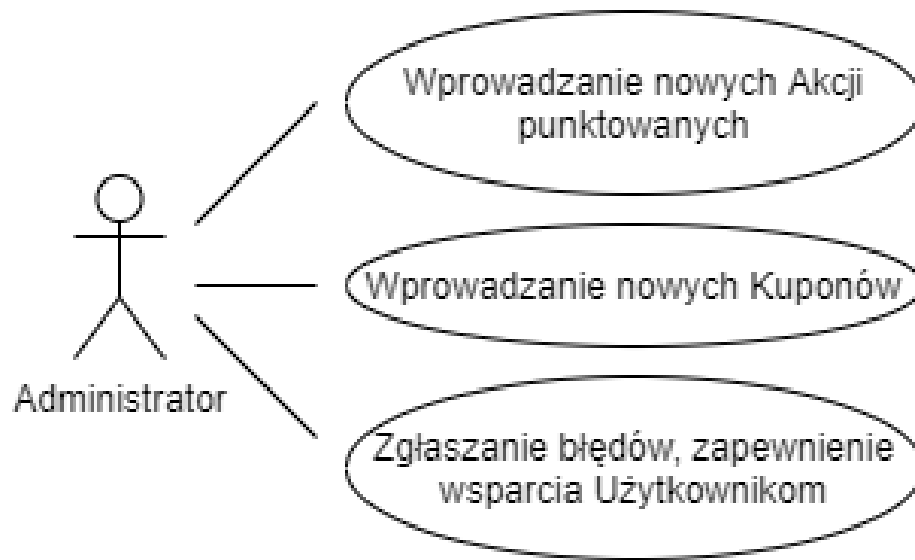 Wprowadzanie nowych Akcji
punktowanych
Wprowadzanie nowych Kuponów
Administrator
Zgłaszanie błędów, zapewnienie
wsparcia Użytkownikom